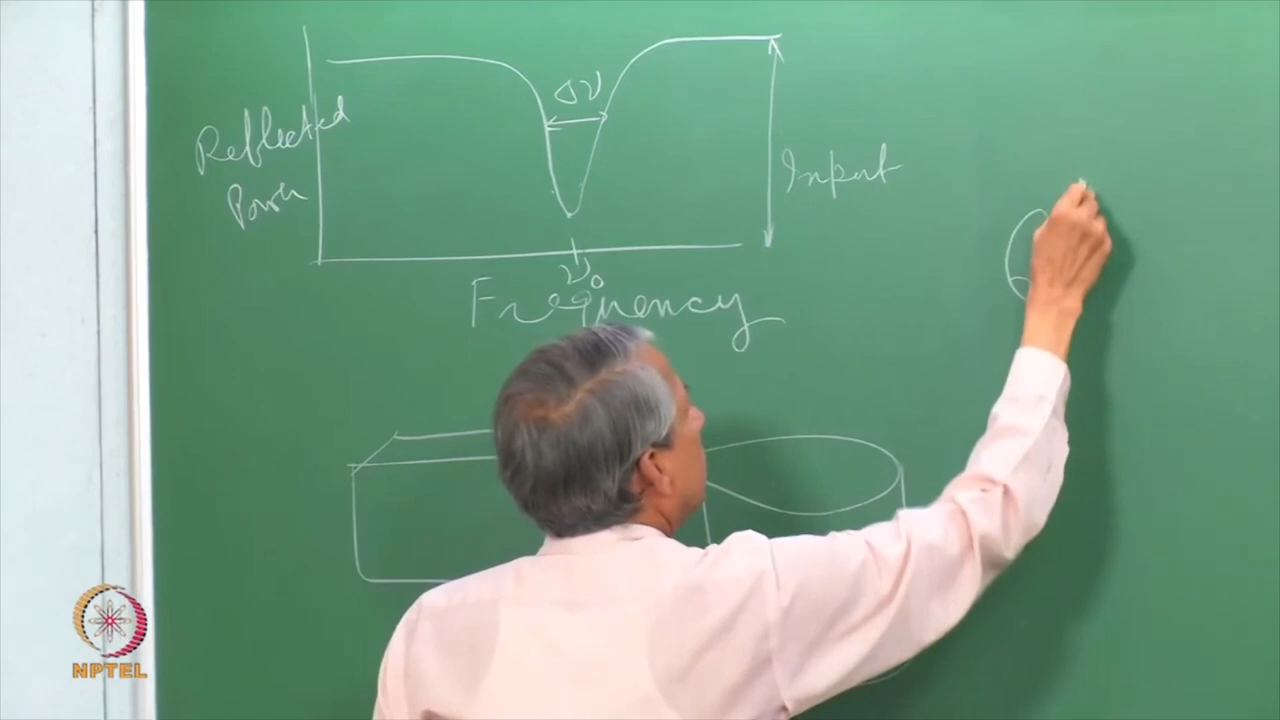 Reflected
Power
Δν
Input
ν₀
Frequency
NPTEL